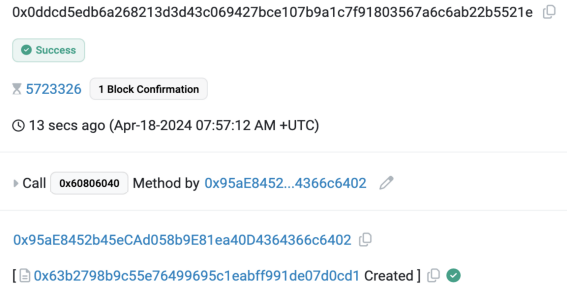 0x0ddcd5edb6a268213d3d43c069427bce107b9a1c7f91803567a6c6ab22b5521e
Success
5723326 1 Block Confirmation
13 secs ago (Apr-18-2024 07:57:12 AM +UTC)
Call 0x60806040 Method by 0x95aE8452...4366c6402
0x95aE8452b45eCAd058b9E81ea40D4364366c6402
[ 0x63b2798b9c55e76499695c1eabff991de07d0cd1 Created ]